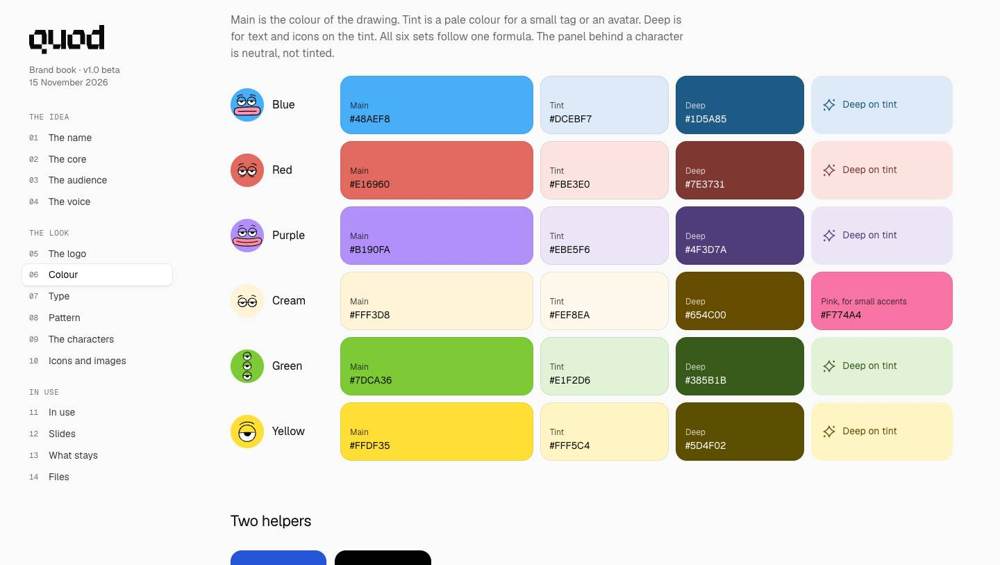 quod
Brand book · v1.0 beta
15 November 2026
THE IDEA
01 The name
02 The core
03 The audience
04 The voice
THE LOOK
05 The logo
06 Colour
07 Type
08 Pattern
09 The characters
10 Icons and images
IN USE
11 In use
12 Slides
13 What stays
14 Files
Main is the colour of the drawing. Tint is a pale colour for a small tag or an avatar. Deep is
for text and icons on the tint. All six sets follow one formula. The panel behind a character
is neutral, not tinted.
Blue
Main
#48AEF8
Tint
#DCEBF7
Deep
#1D5A85
Deep on tint
Red
Main
#E16960
Tint
#FBE3E0
Deep
#7E3731
Deep on tint
Purple
Main
#B190FA
Tint
#EBE5F6
Deep
#4F3D7A
Deep on tint
Cream
Main
#FFF3D8
Tint
#FEF8EA
Deep
#654C00
Pink, for small accents
#F774A4
Green
Main
#7DCA36
Tint
#E1F2D6
Deep
#385B1B
Deep on tint
Yellow
Main
#FFDF35
Tint
#FFF5C4
Deep
#5D4F02
Deep on tint
Two helpers